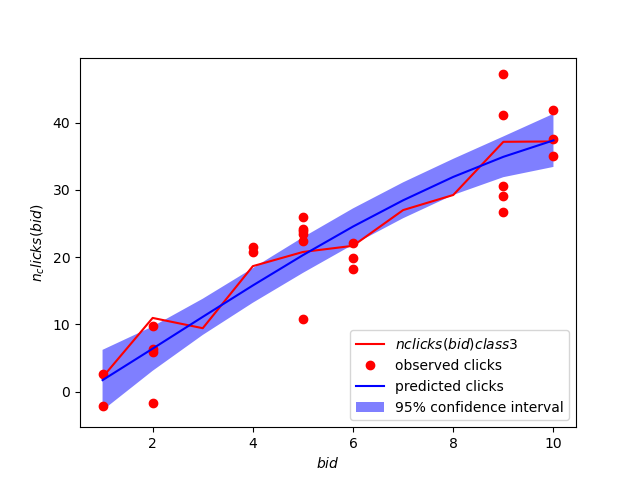 40
30
20
10
0
2
4
6
8
10
n_clicks(bid)
bid
nclicks(bid)class3
observed clicks
predicted clicks
95% confidence interval